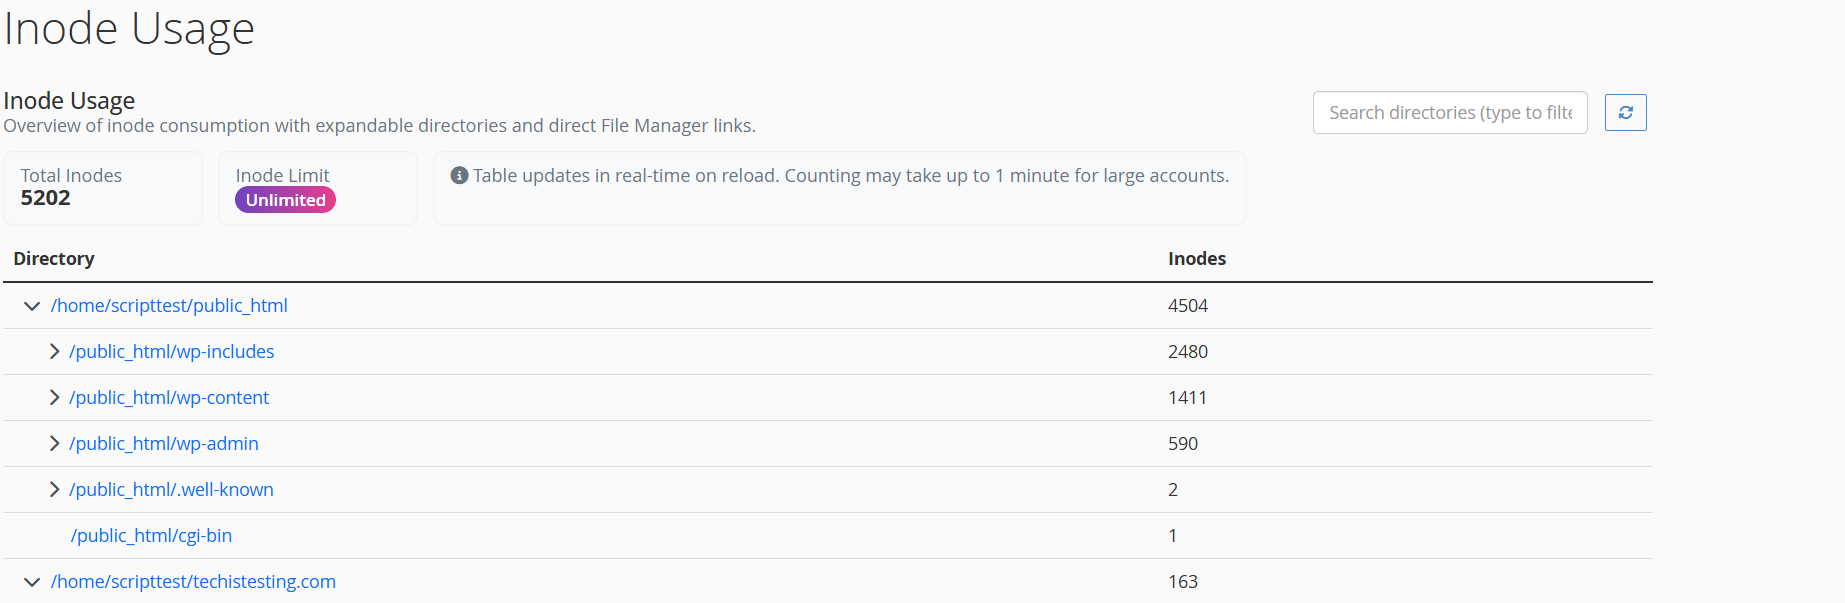 Inode Usage
Inode Usage
Overview of inode consumption with expandable directories and direct File Manager links.
Search directories (type to filte
Total Inodes
5202
Inode Limit
Unlimited
Table updates in real-time on reload. Counting may take up to 1 minute for large accounts.
Directory Inodes
/home/scripttest/public_html 4504
/public_html/wp-includes 2480
/public_html/wp-content 1411
/public_html/wp-admin 590
/public_html/.well-known 2
/public_html/cgi-bin 1
/home/scripttest/techistesting.com 163